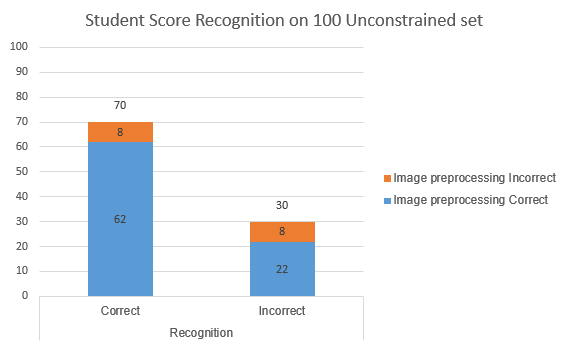 Student Score Recognition on 100 Unconstrained set
100
90
80
70
60
50
40
30
20
10
0
70
8
62
30
8
22
Correct
Incorrect
Recognition
Image preprocessing Incorrect
Image preprocessing Correct